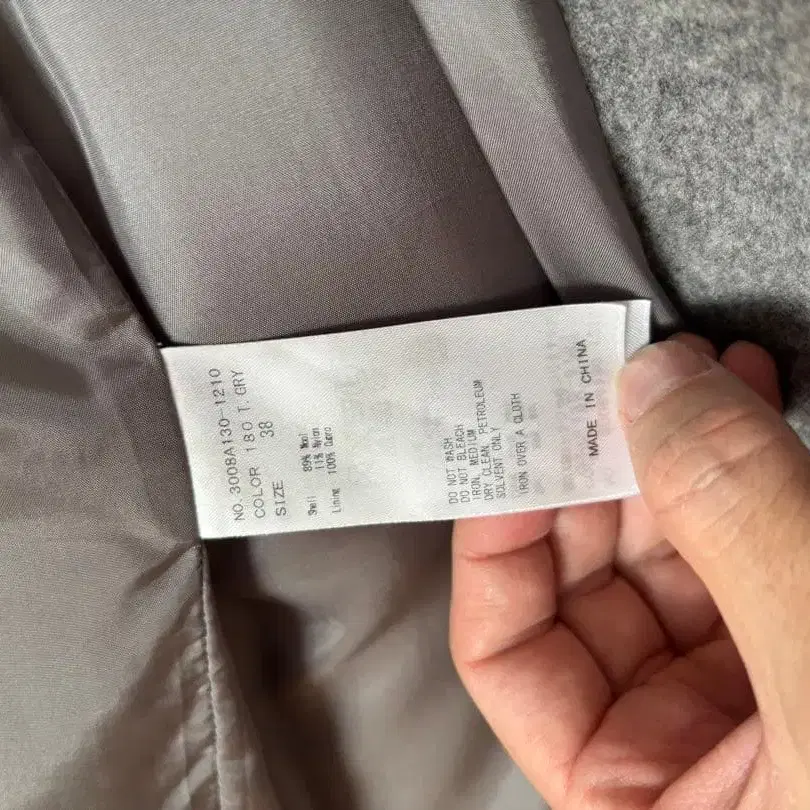 NO. 3008A130-1210
COLOR 180 T.GRY
SIZE 38
Shell 89% Wool
11% Nylon
Lining 100% Cupro
DO NOT WASH
DO NOT BLEACH
IRON, MEDIUM
DRY CLEAN, PETROLEUM
SOLVENT ONLY
IRON OVER A CLOTH
MADE IN CHINA